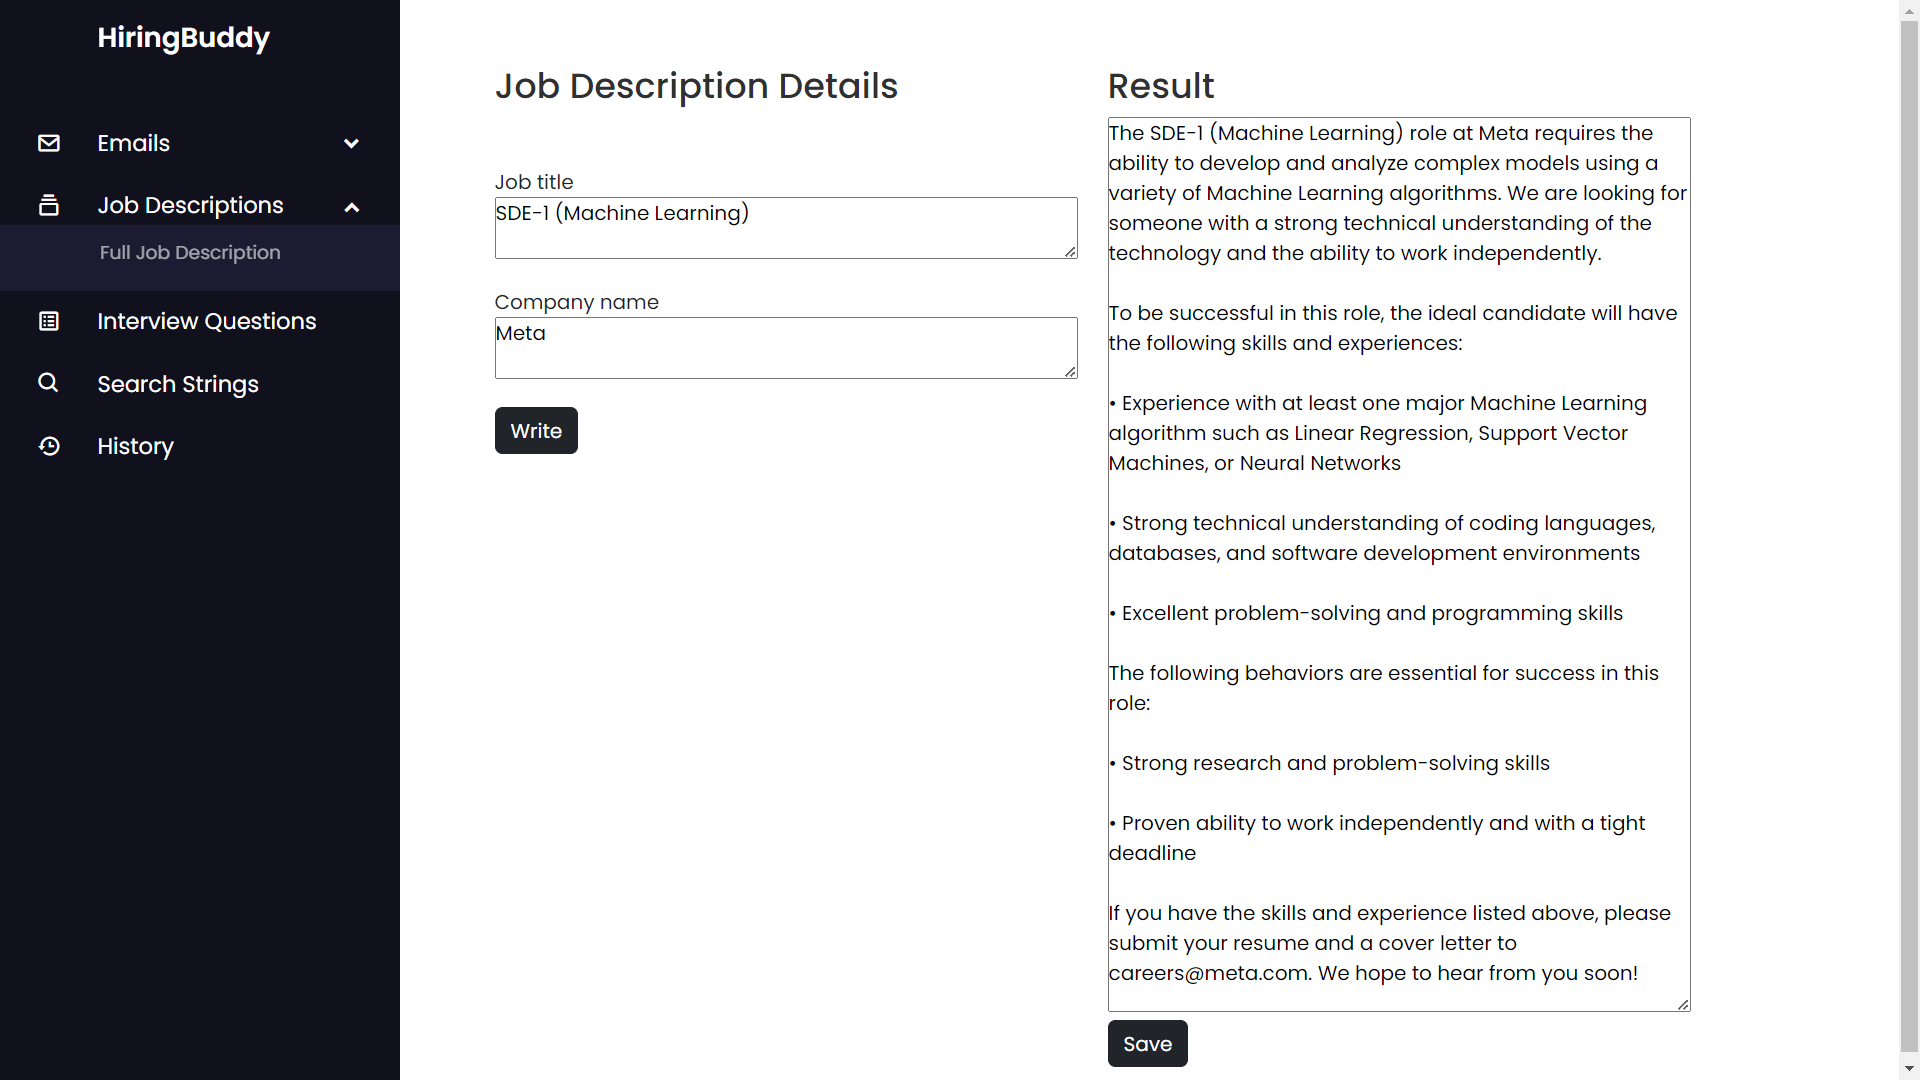 HiringBuddy
Emails
Job Descriptions
Full Job Description
Interview Questions
Search Strings
History
Job Description Details
Job title
SDE-1 (Machine Learning)
Company name
Meta
Write
Result
The SDE-1 (Machine Learning) role at Meta requires the
ability to develop and analyze complex models using a
variety of Machine Learning algorithms. We are looking for
someone with a strong technical understanding of the
technology and the ability to work independently.
To be successful in this role, the ideal candidate will have
the following skills and experiences:
• Experience with at least one major Machine Learning
algorithm such as Linear Regression, Support Vector
Machines, or Neural Networks
• Strong technical understanding of coding languages,
databases, and software development environments
• Excellent problem-solving and programming skills
The following behaviors are essential for success in this
role:
• Strong research and problem-solving skills
• Proven ability to work independently and with a tight
deadline
If you have the skills and experience listed above, please
submit your resume and a cover letter to
careers@meta.com. We hope to hear from you soon!
Save